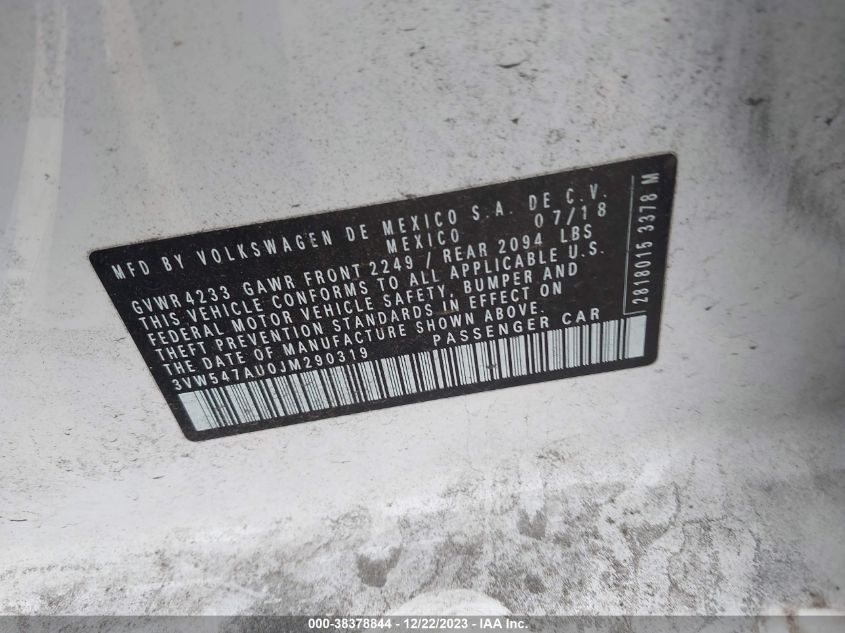 MFD BY VOLKSWAGEN DE MEXICO S.A. DE C.V.
MEXICO 07/18
GVWR 4233 GAWR FRONT 2249 / REAR 2094 LBS
THIS VEHICLE CONFORMS TO ALL APPLICABLE U.S.
FEDERAL MOTOR VEHICLE SAFETY, BUMPER AND
THEFT PREVENTION STANDARDS IN EFFECT ON
THE DATE OF MANUFACTURE SHOWN ABOVE.
3VW547AU0JM290319 PASSENGER CAR
2818015 3378 M
000-38378844 - 12/22/2023 - IAA Inc.